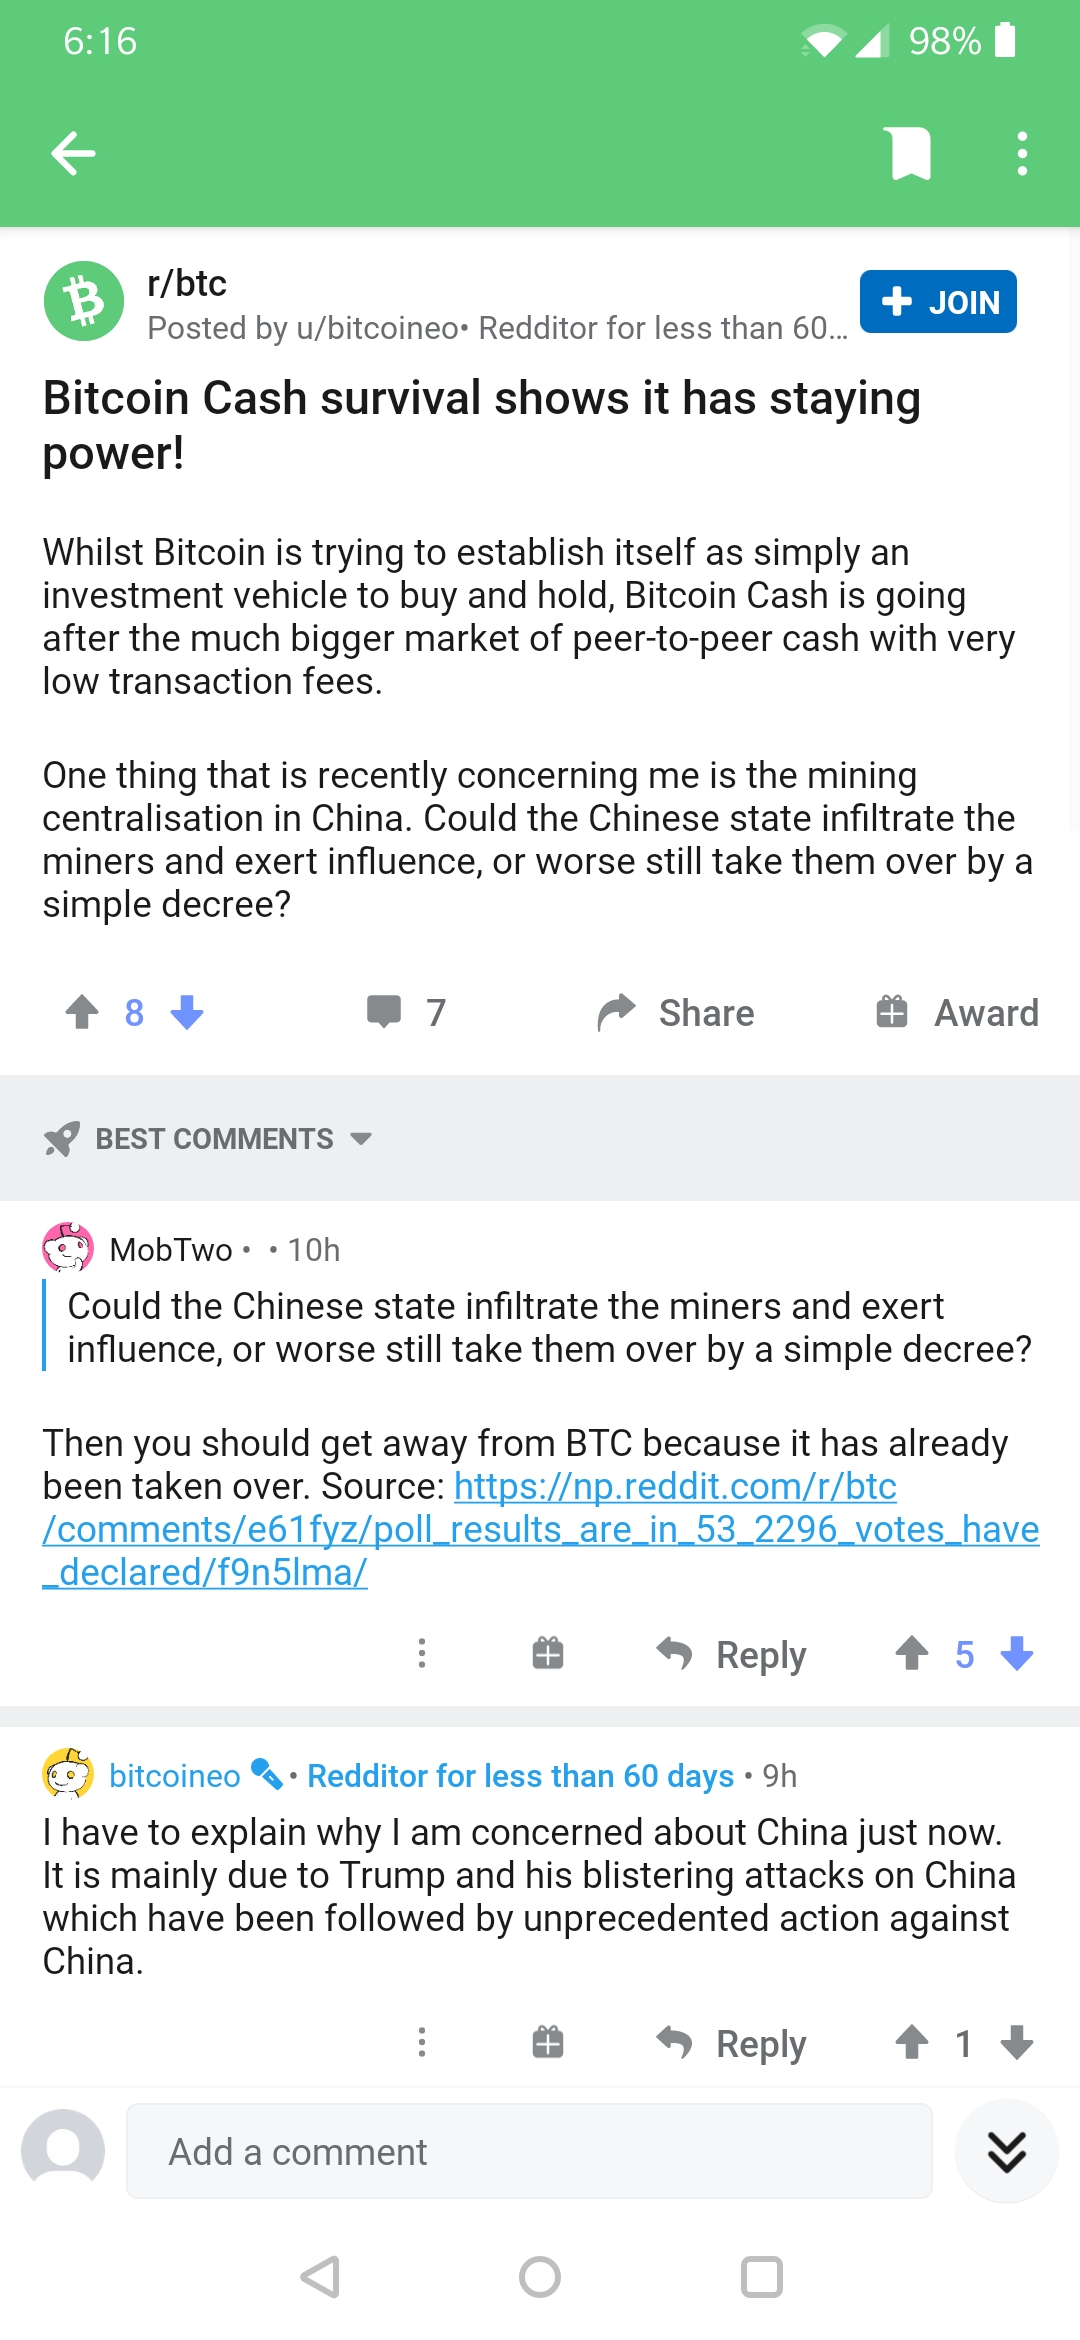 6:16
98%
r/btc
Posted by u/bitcoineo• Redditor for less than 60...
JOIN
Bitcoin Cash survival shows it has staying
power!
Whilst Bitcoin is trying to establish itself as simply an
investment vehicle to buy and hold, Bitcoin Cash is going
after the much bigger market of peer-to-peer cash with very
low transaction fees.
One thing that is recently concerning me is the mining
centralisation in China. Could the Chinese state infiltrate the
miners and exert influence, or worse still take them over by a
simple decree?
8
7
Share
Award
BEST COMMENTS
MobTwo • • 10h
Could the Chinese state infiltrate the miners and exert
influence, or worse still take them over by a simple decree?
Then you should get away from BTC because it has already
been taken over. Source: https://np.reddit.com/r/btc
/comments/e61fyz/poll_results_are_in_53_2296_votes_have
_declared/f9n5lma/
Reply
5
bitcoineo • Redditor for less than 60 days • 9h
I have to explain why I am concerned about China just now.
It is mainly due to Trump and his blistering attacks on China
which have been followed by unprecedented action against
China.
Reply
1
Add a comment